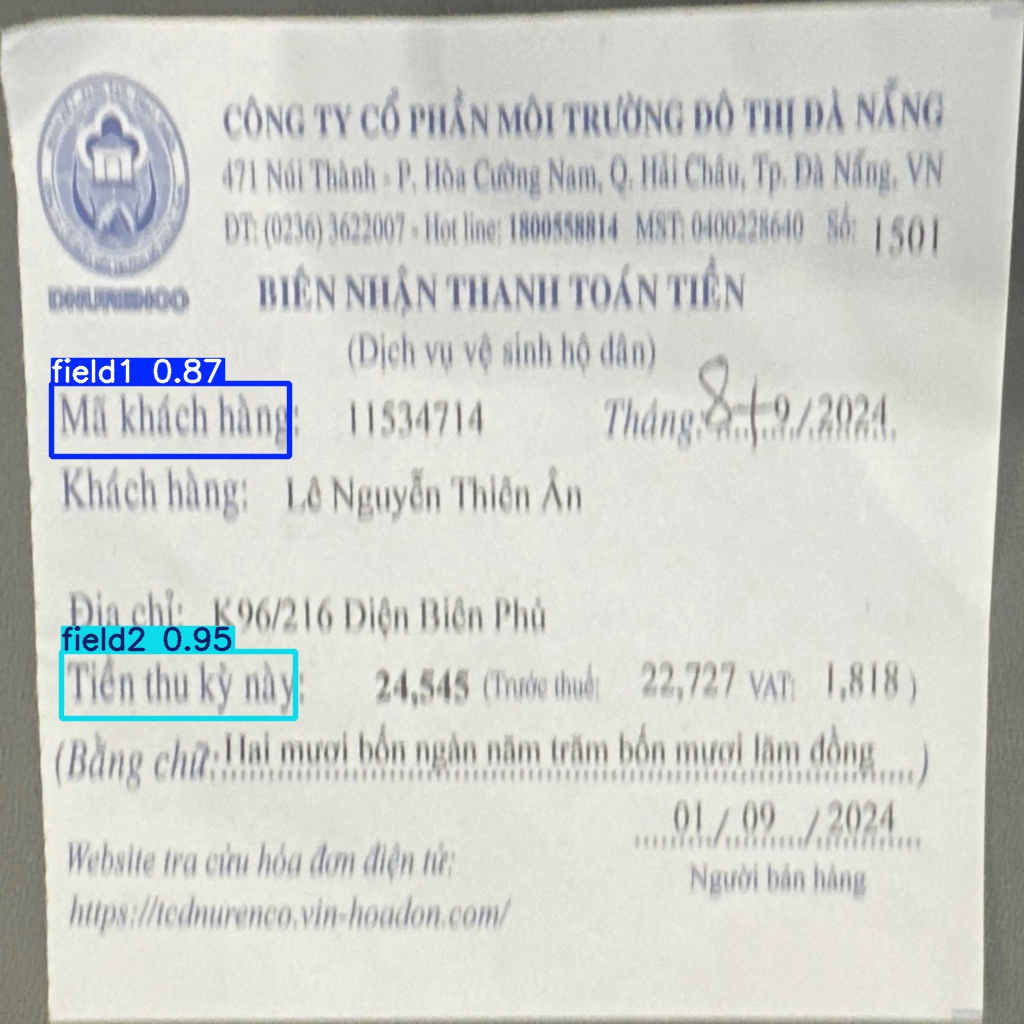 CÔNG TY CỔ PHẦN MÔI TRƯỜNG ĐÔ THỊ ĐÀ NẴNG
471 Núi Thành - P. Hòa Cường Nam, Q. Hải Châu, Tp. Đà Nẵng, VN
ĐT: (0236) 3622007 - Hot line: 1800558814 MST: 0400228640 Số: 1501
DNURENCO
BIÊN NHẬN THANH TOÁN TIỀN
(Dịch vụ vệ sinh hộ dân)
field1 0.87
Mã khách hàng: 11534714 Tháng: 8+9/2024
Khách hàng: Lê Nguyễn Thiên Ân
Địa chỉ: K96/216 Điện Biên Phủ
field2 0.95
Tiền thu kỳ này: 24,545 (Trước thuế: 22,727 VAT: 1,818 )
(Bằng chữ: Hai mươi bốn ngàn năm trăm bốn mươi lăm đồng )
01 / 09 / 2024
Người bán hàng
Website tra cứu hóa đơn điện tử:
https://tcdnurenco.vin-hoadon.com/